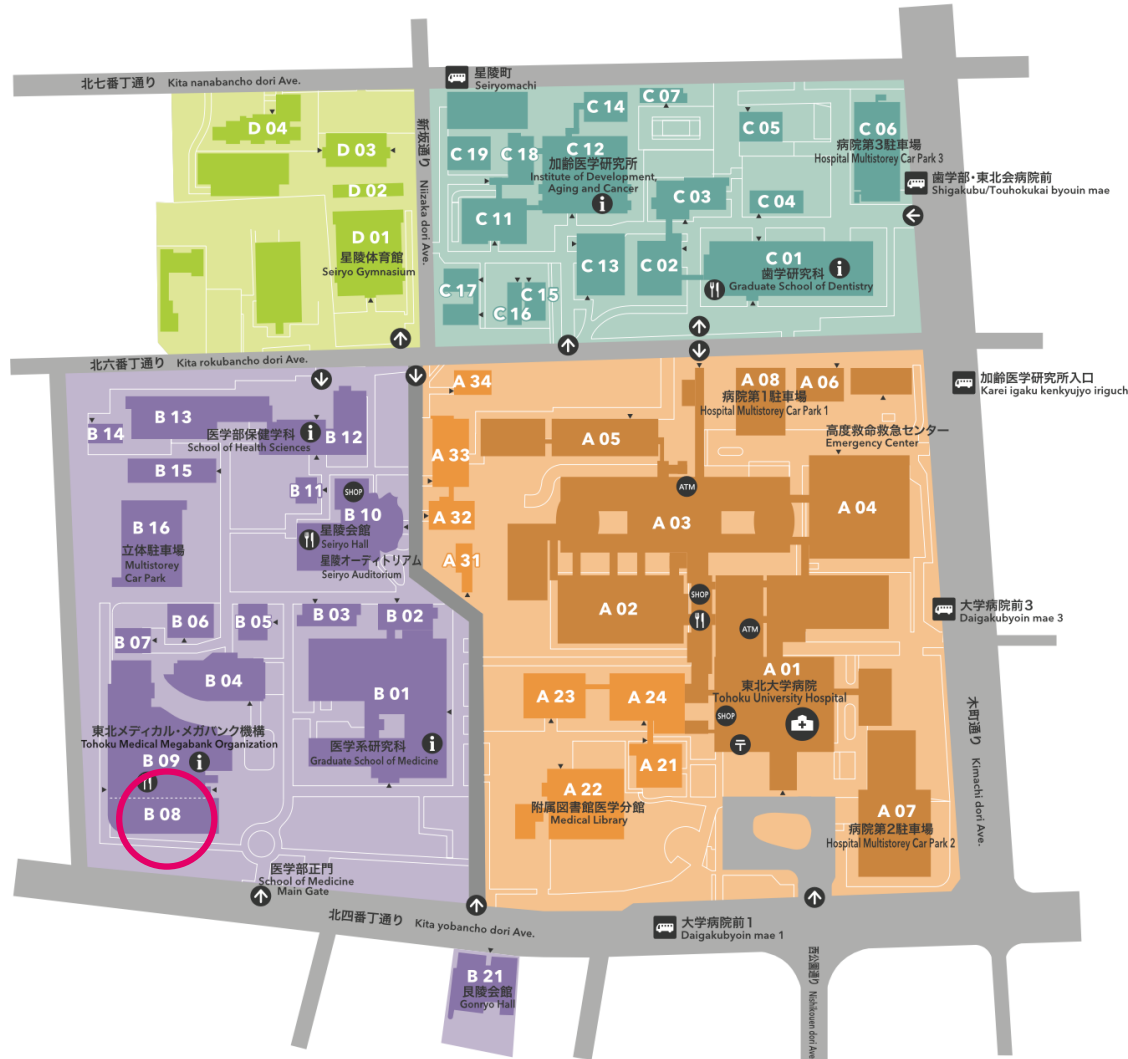 北七番丁通り Kita nanabancho dori Ave.
星陵町
Seiryomachi
新坂通り Niizaka dori Ave.
D 04
D 03
D 02
D 01
星陵体育館
Seiryo Gymnasium
C 14
C 07
C 05
C 06
病院第3駐車場
Hospital Multistorey Car Park 3
C 19
C 18
C 12
加齢医学研究所
Institute of Development,
Aging and Cancer
歯学部・東北会病院前
Shigakubu/Touhokukai byouin mae
C 11
C 03
C 04
C 13
C 02
C 01
歯学研究科
Graduate School of Dentistry
C 17
C 16
C 15
北六番丁通り Kita rokubancho dori Ave.
加齢医学研究所入口
Karei igaku kenkyujyo iriguch
A 34
A 08
病院第1駐車場
Hospital Multistorey Car Park 1
A 06
B 14
B 13
医学部保健学科
School of Health Sciences
B 12
A 33
A 05
高度救命救急センター
Emergency Center
B 15
B 11
SHOP
B 10
星陵会館
Seiryo Hall
星陵オーディトリアム
Seiryo Auditorium
B 16
立体駐車場
Multistorey
Car Park
A 32
A 31
ATM
A 03
A 04
A 02
SHOP
ATM
大学病院前3
Daigakubyoin mae 3
B 07
B 06
B 05
B 03
B 02
B 04
B 01
医学系研究科
Graduate School of Medicine
東北メディカル・メガバンク機構
Tohoku Medical Megabank Organization
B 09
B 08
A 23
A 24
A 01
東北大学病院
Tohoku University Hospital
SHOP
〒
A 21
A 22
附属図書館医学分館
Medical Library
A 07
病院第2駐車場
Hospital Multistorey Car Park 2
木町通り Kimachi dori Ave.
医学部正門
School of Medicine
Main Gate
北四番丁通り Kita yobancho dori Ave.
大学病院前1
Daigakubyoin mae 1
西公園通り Nishikouen dori Ave
B 21
艮陵会館
Gonryo Hall